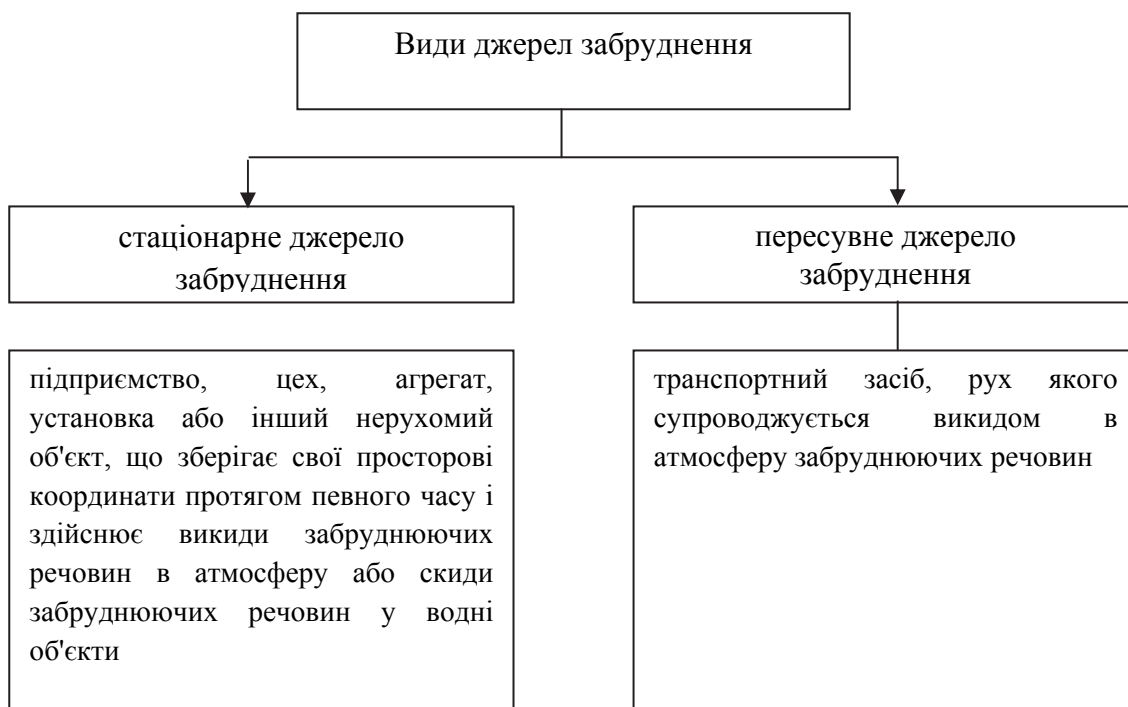 Види джерел забруднення
стаціонарне джерело
забруднення
пересувне джерело
забруднення
підприємство, цех, агрегат,
установка або інший нерухомий
об'єкт, що зберігає свої просторові
координати протягом певного часу і
здійснює викиди забруднюючих
речовин в атмосферу або скиди
забруднюючих речовин у водні
об'єкти
транспортний засіб, рух якого
супроводжується викидом в
атмосферу забруднюючих речовин